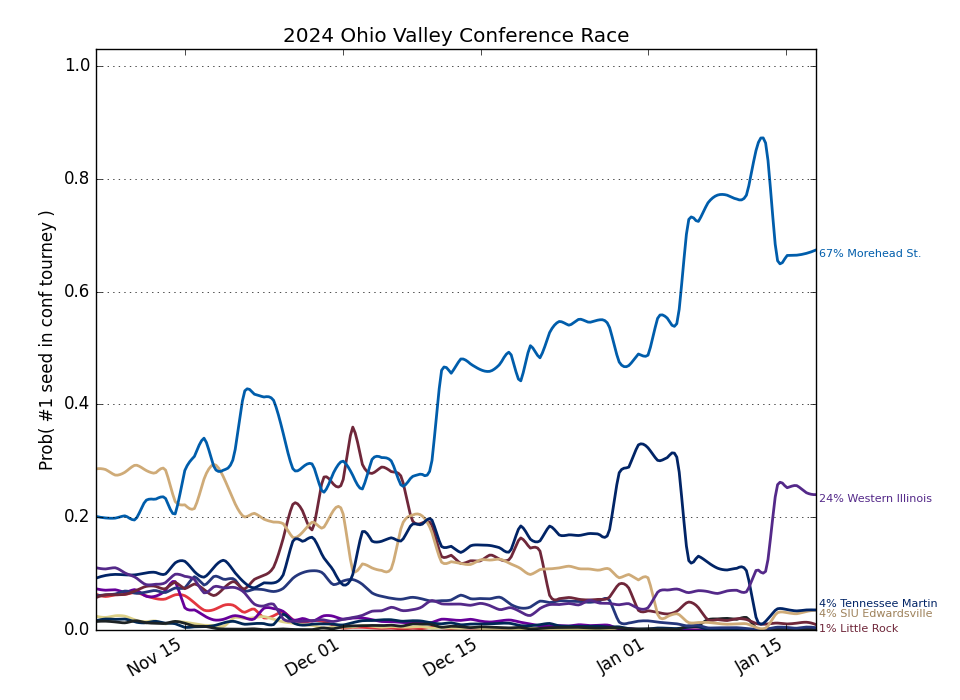 2024 Ohio Valley Conference Race
Prob( #1 seed in conf tourney )
1.0
0.8
0.6
0.4
0.2
0.0
67% Morehead St.
24% Western Illinois
4% Tennessee Martin
4% SIU Edwardsville
1% Little Rock
Nov 15
Dec 01
Dec 15
Jan 01
Jan 15